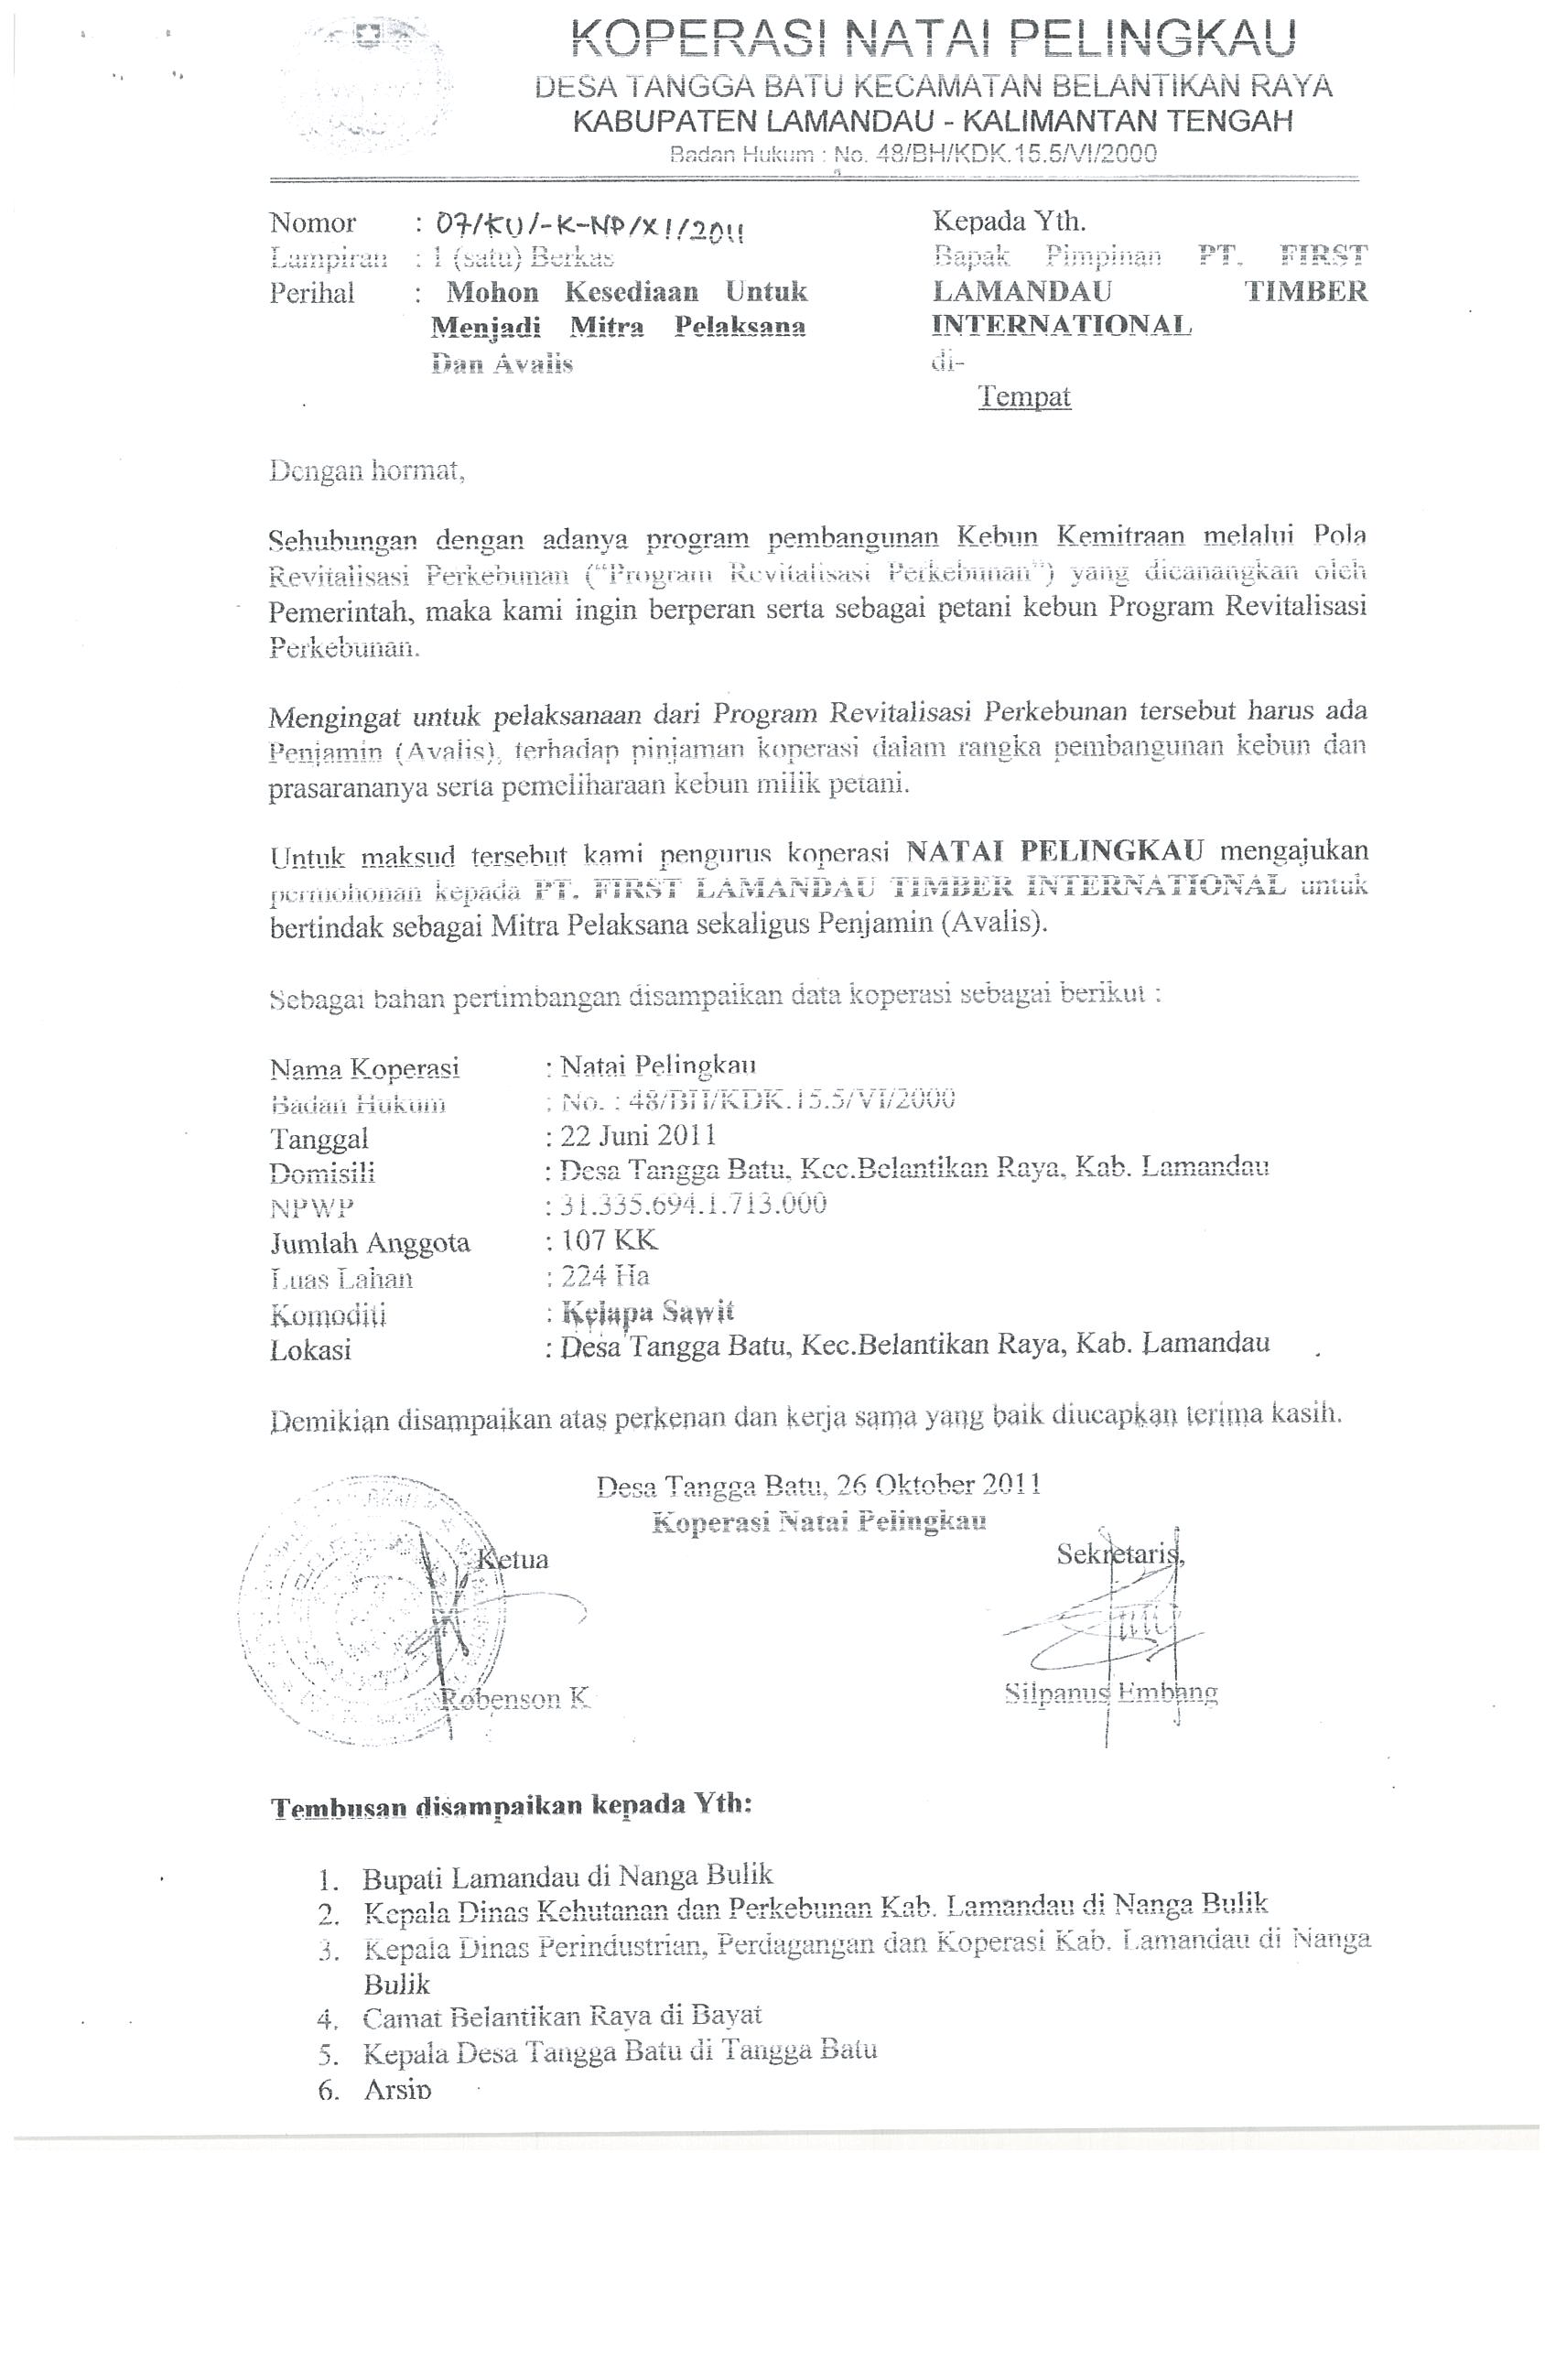 KOPERASI NATAI PELINGKAU
DESA TANGGA BATU KECAMATAN BELANTIKAN RAYA
KABUPATEN LAMANDAU - KALIMANTAN TENGAH
Badan Hukum : No. 48/BH/KDK.15.5/VI/2000
Nomor : 07/KU/-K-NP/XI/2011
Lampiran : 1 (satu) Berkas
Perihal : Mohon Kesediaan Untuk
Menjadi Mitra Pelaksana
Dan Avalis
Kepada Yth.
Bapak Pimpinan PT. FIRST
LAMANDAU TIMBER
INTERNATIONAL
di-
Tempat
Dengan hormat,
Sehubungan dengan adanya program pembangunan Kebun Kemitraan melalui Pola
Revitalisasi Perkebunan (“Program Revitalisasi Perkebunan”) yang dicanangkan oleh
Pemerintah, maka kami ingin berperan serta sebagai petani kebun Program Revitalisasi
Perkebunan.
Mengingat untuk pelaksanaan dari Program Revitalisasi Perkebunan tersebut harus ada
Penjamin (Avalis), terhadap pinjaman koperasi dalam rangka pembangunan kebun dan
prasarananya serta pemeliharaan kebun milik petani.
Untuk maksud tersebut kami pengurus koperasi NATAI PELINGKAU mengajukan
permohonan kepada PT. FIRST LAMANDAU TIMBER INTERNATIONAL untuk
bertindak sebagai Mitra Pelaksana sekaligus Penjamin (Avalis).
Sebagai bahan pertimbangan disampaikan data koperasi sebagai berikut :
Nama Koperasi : Natai Pelingkau
Badan Hukum : No. : 48/BH/KDK.15.5/VI/2000
Tanggal : 22 Juni 2011
Domisili : Desa Tangga Batu, Kec.Belantikan Raya, Kab. Lamandau
NPWP : 31.335.694.1.713.000
Jumlah Anggota : 107 KK
Luas Lahan : 224 Ha
Komoditi : Kelapa Sawit
Lokasi : Desa Tangga Batu, Kec.Belantikan Raya, Kab. Lamandau
Demikian disampaikan atas perkenan dan kerja sama yang baik diucapkan terima kasih.
Desa Tangga Batu, 26 Oktober 2011
Koperasi Natai Pelingkau
Ketua
Sekretaris,
Robenson K
Silpanus Embang
Tembusan disampaikan kepada Yth:
1. Bupati Lamandau di Nanga Bulik
2. Kepala Dinas Kehutanan dan Perkebunan Kab. Lamandau di Nanga Bulik
3. Kepala Dinas Perindustrian, Perdagangan dan Koperasi Kab. Lamandau di Nanga
Bulik
4. Camat Belantikan Raya di Bayat
5. Kepala Desa Tangga Batu di Tangga Batu
6. Arsip